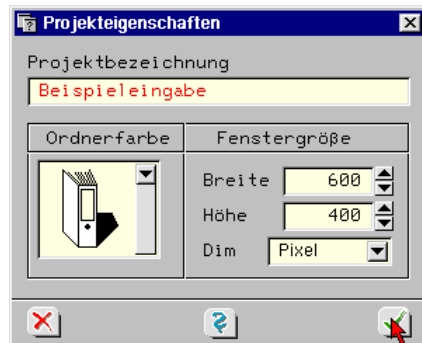 Projekteigenschaften
Projektbezeichnung
Beispieleingabe
Ordnerfarbe
Fenstergröße
Breite 600
Höhe 400
Dim Pixel